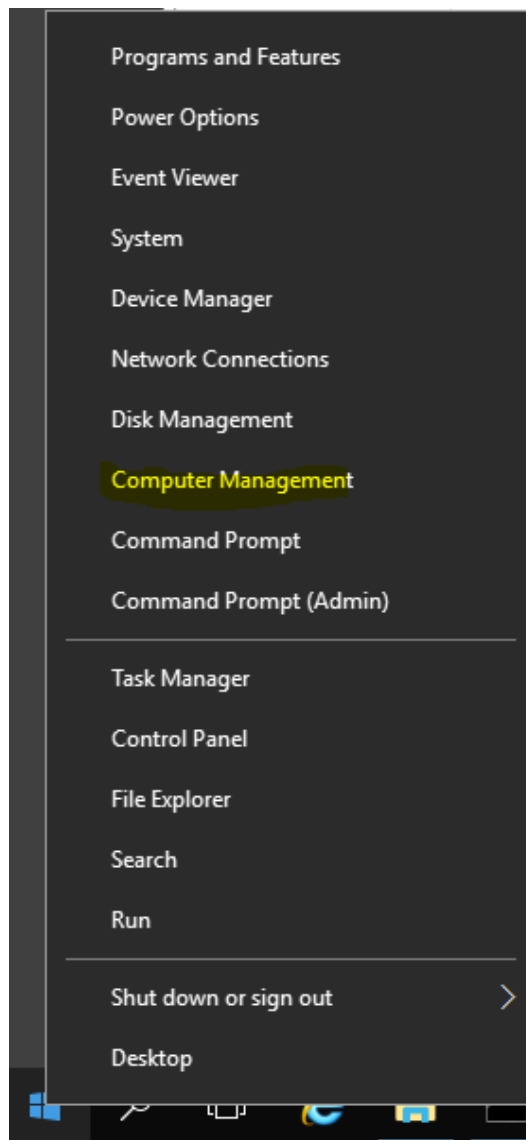 Programs and Features
Power Options
Event Viewer
System
Device Manager
Network Connections
Disk Management
Computer Management
Command Prompt
Command Prompt (Admin)
Task Manager
Control Panel
File Explorer
Search
Run
Shut down or sign out
Desktop